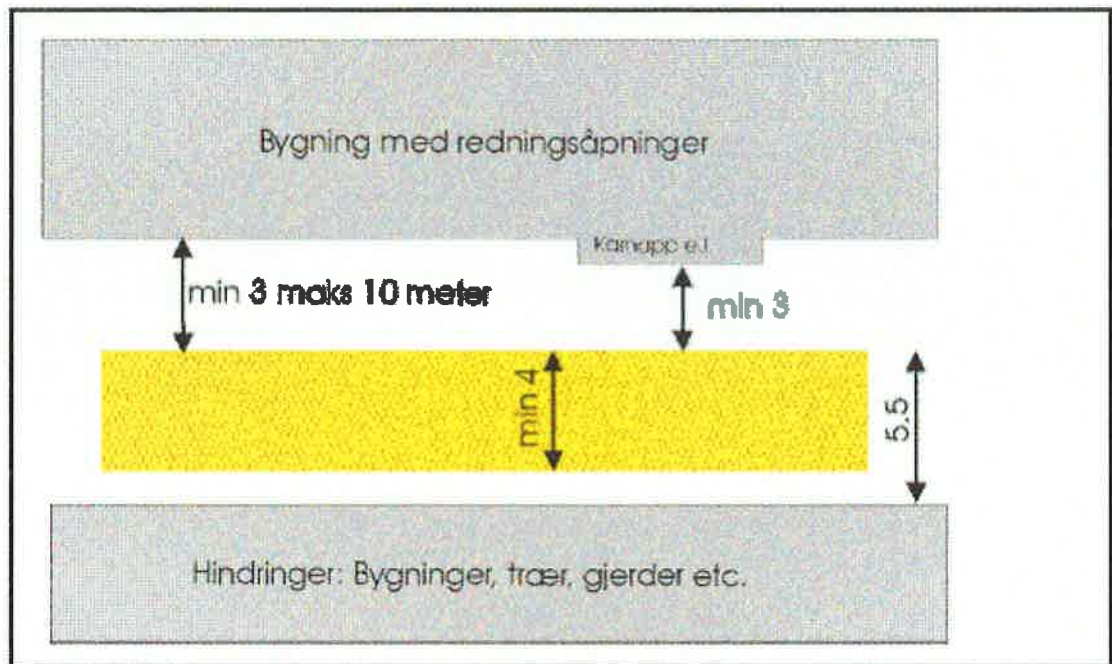 Bygning med redningsåpninger
Karnapp e.l
min 3 maks 10 meter
min 3
min 4
5,5
Hindringer: Bygninger, trær, gjerder etc.